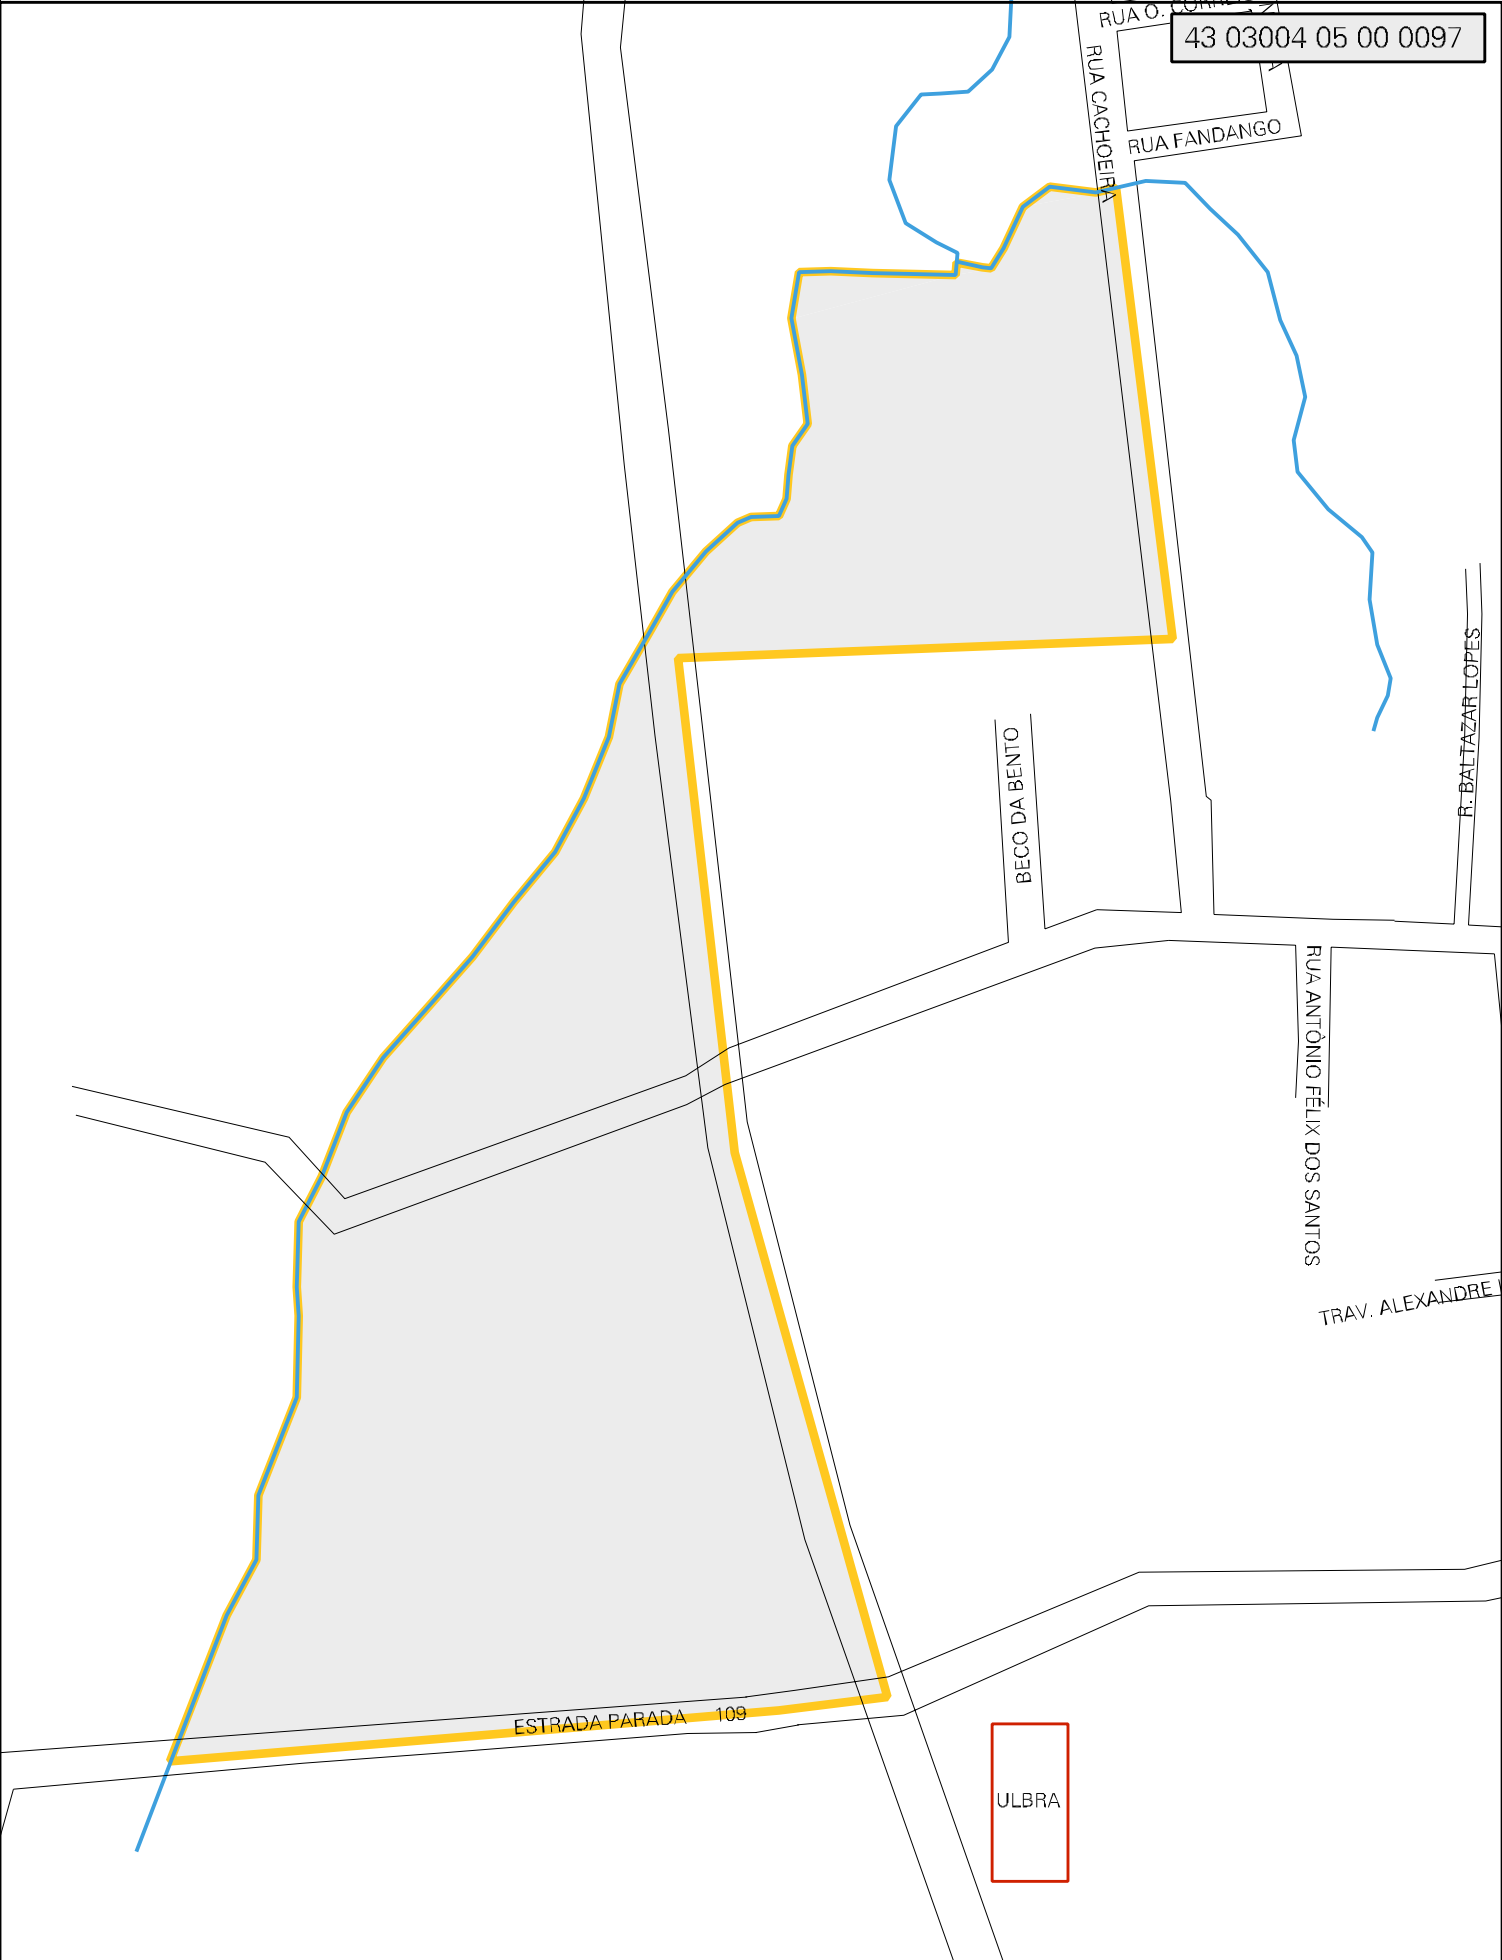 RUA O.
43 03004 05 00 0097
RUA CACHOEIRA
RUA FANDANGO
R. BALTAZAR LOPES
BECO DA BENTO
RUA ANTÔNIO FÉLIX DOS SANTOS
TRAV. ALEXANDRE
ESTRADA PARADA 109
ULBRA